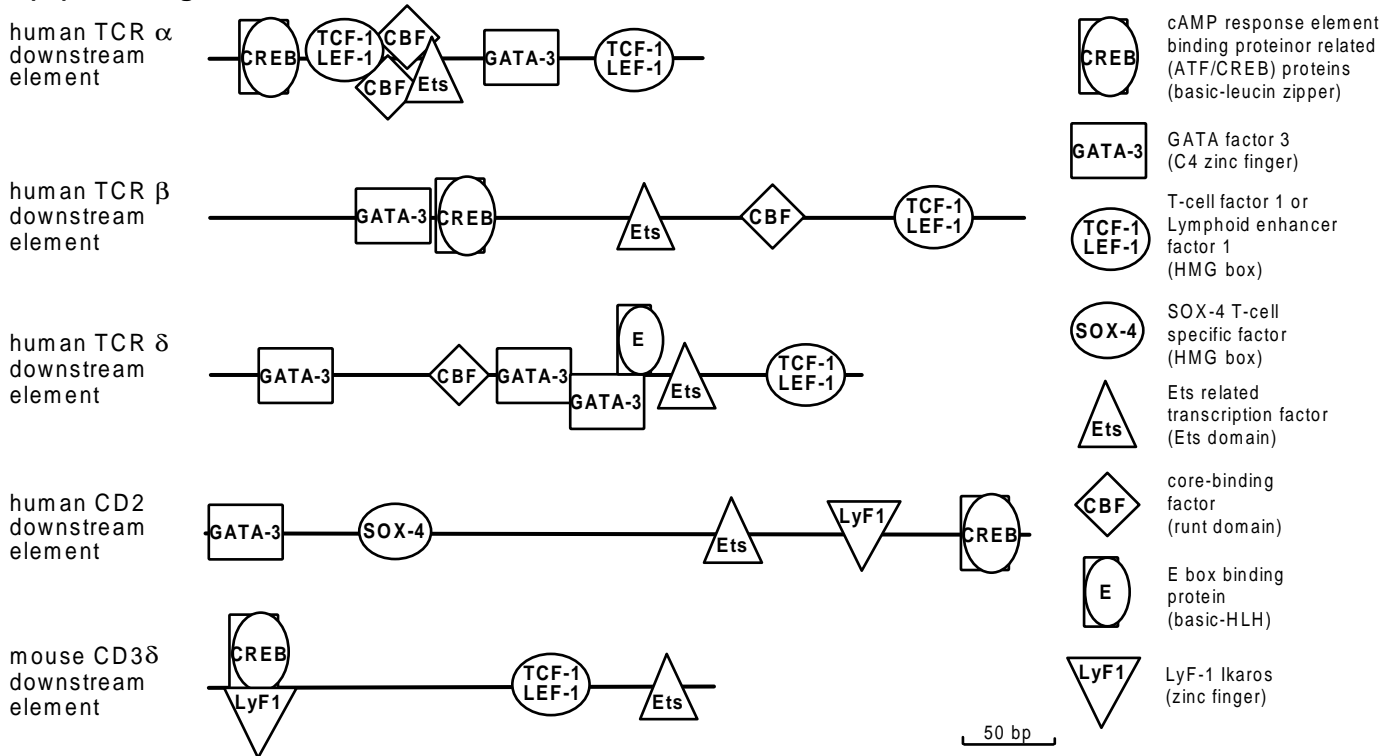 human TCR α
downstream
element
CREB
TCF-1
LEF-1
CBF
CBF
Ets
GATA-3
TCF-1
LEF-1
human TCR β
downstream
element
GATA-3
CREB
Ets
CBF
TCF-1
LEF-1
human TCR δ
downstream
element
GATA-3
CBF
GATA-3
GATA-3
E
Ets
TCF-1
LEF-1
human CD2
downstream
element
GATA-3
SOX-4
Ets
LyF1
CREB
mouse CD3δ
downstream
element
CREB
LyF1
TCF-1
LEF-1
Ets
50 bp
CREB
cAMP response element
binding proteinor related
(ATF/CREB) proteins
(basic-leucin zipper)
GATA-3
GATA factor 3
(C4 zinc finger)
TCF-1
LEF-1
T-cell factor 1 or
Lymphoid enhancer
factor 1
(HMG box)
SOX-4
SOX-4 T-cell
specific factor
(HMG box)
Ets
Ets related
transcription factor
(Ets domain)
CBF
core-binding
factor
(runt domain)
E
E box binding
protein
(basic-HLH)
LyF1
LyF-1 Ikaros
(zinc finger)